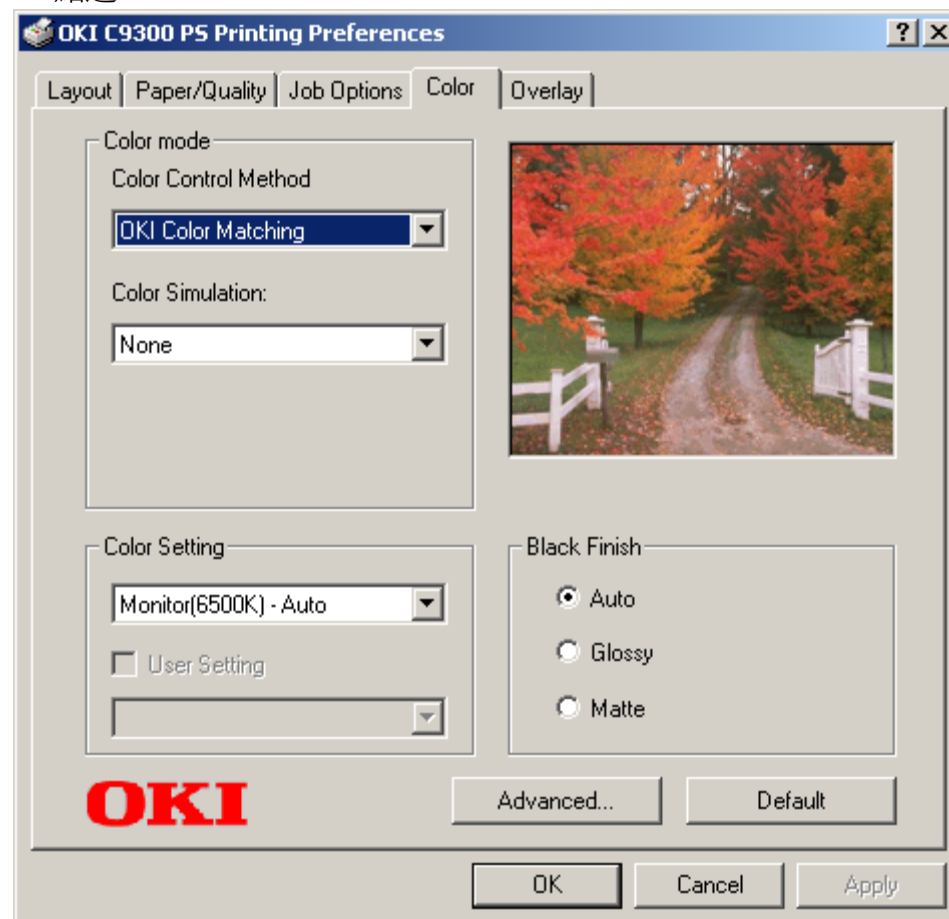 OKI C9300 PS Printing Preferences
Layout Paper/Quality Job Options Color Overlay
Color mode
Color Control Method
OKI Color Matching
Color Simulation:
None
Color Setting
Monitor(6500K) - Auto
User Setting
Black Finish
Auto
Glossy
Matte
OKI
Advanced... Default
OK Cancel Apply